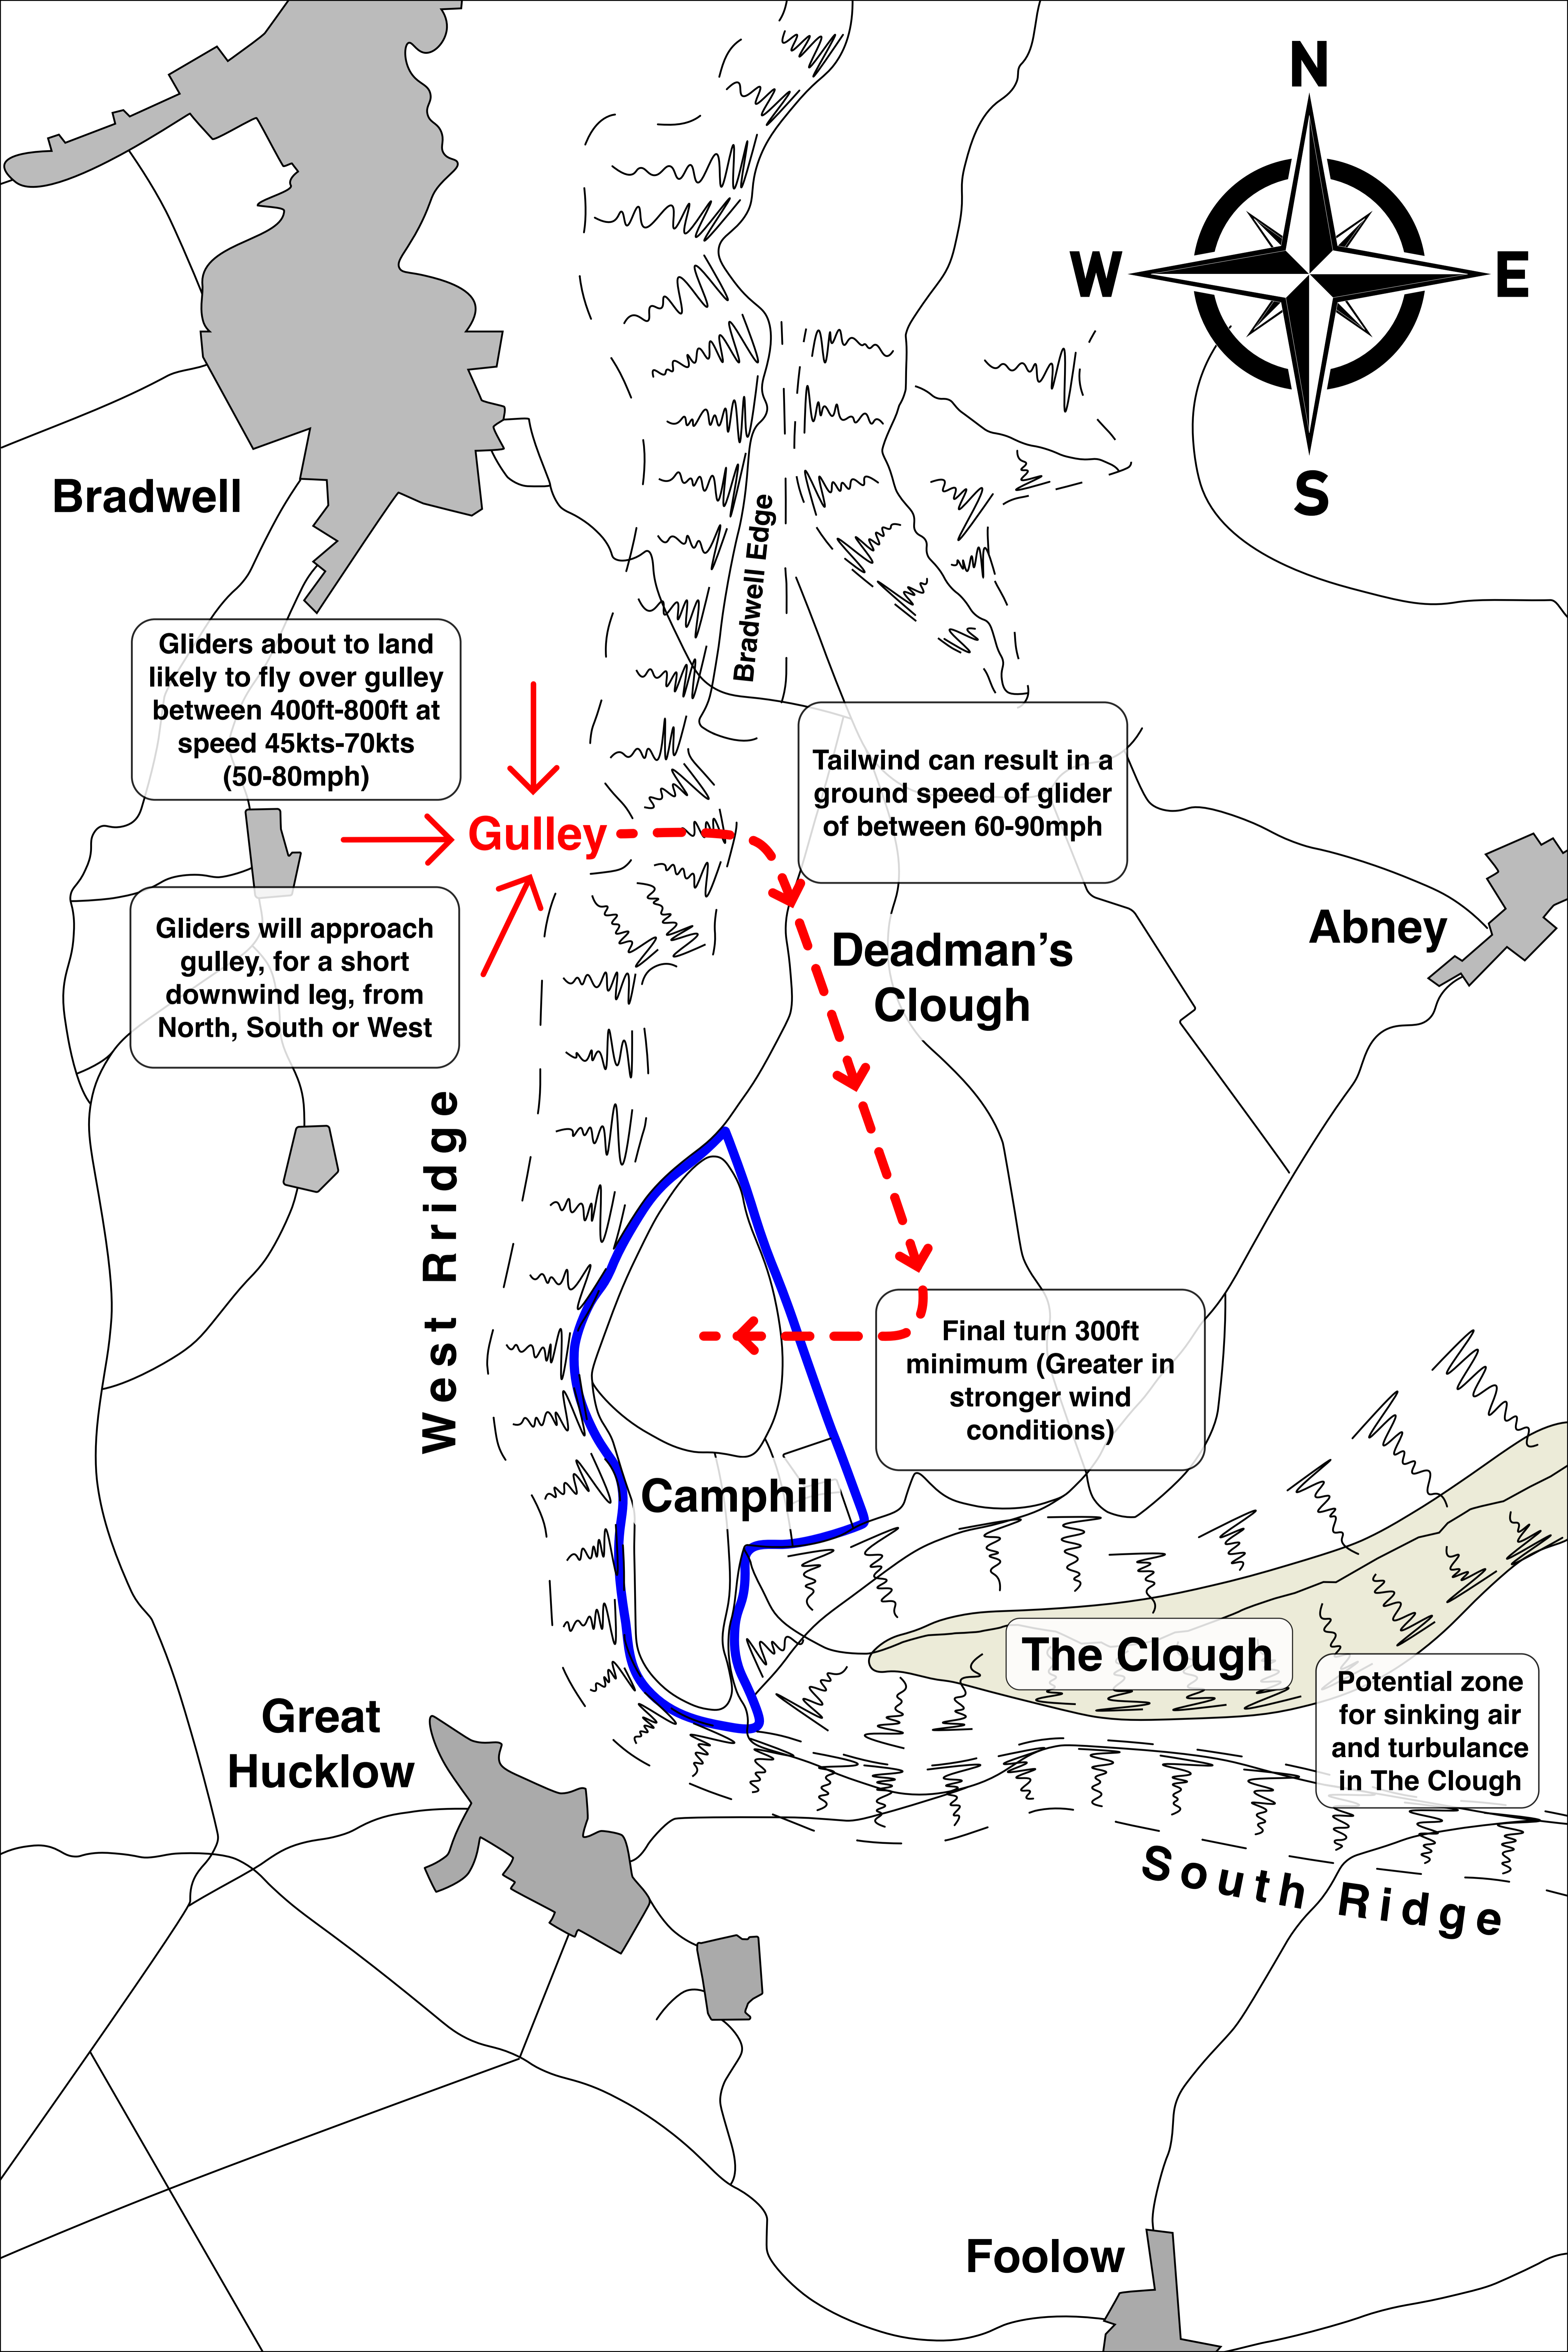 N
W
E
S
Bradwell
Bradwell Edge
Gliders about to land
likely to fly over gulley
between 400ft-800ft at
speed 45kts-70kts
(50-80mph)
Tailwind can result in a
ground speed of glider
of between 60-90mph
Gulley
Gliders will approach
gulley, for a short
downwind leg, from
North, South or West
Deadman’s
Clough
Abney
West Rridge
Final turn 300ft
minimum (Greater in
stronger wind
conditions)
Camphill
The Clough
Potential zone
for sinking air
and turbulance
in The Clough
Great
Hucklow
South Ridge
Foolow